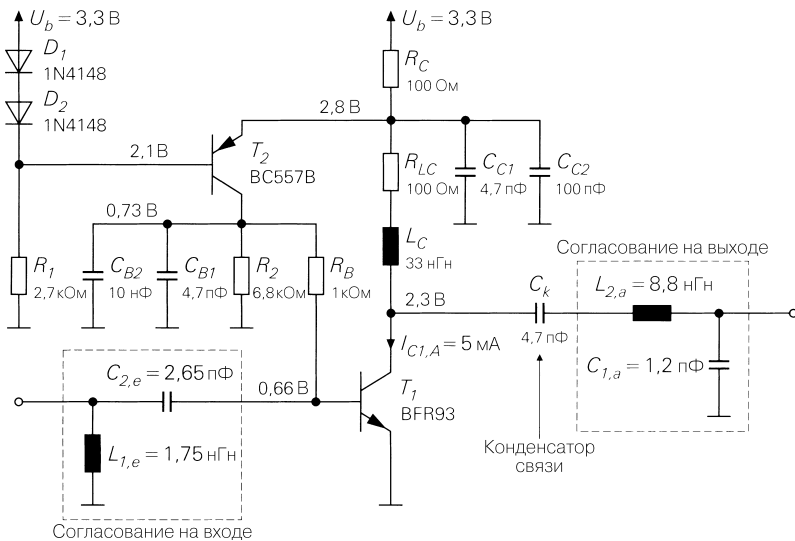 U_b = 3,3 В
U_b = 3,3 В
D_1
1N4148
R_C
100 Ом
D_2
1N4148
2,8 В
2,1 В
T_2
BC557B
R_LC
100 Ом
C_C1
4,7 пФ
C_C2
100 пФ
0,73 В
L_C
33 нГн
Согласование на выходе
R_1
2,7 кОм
C_B2
10 нФ
C_B1
4,7 пФ
R_2
6,8 кОм
R_B
1 кОм
2,3 В
C_k
4,7 пФ
L_2,a = 8,8 нГн
I_C1,A = 5 мА
C_1,a = 1,2 пФ
C_2,e = 2,65 пФ
0,66 В
T_1
BFR93
Конденсатор
связи
L_1,e = 1,75 нГн
Согласование на входе